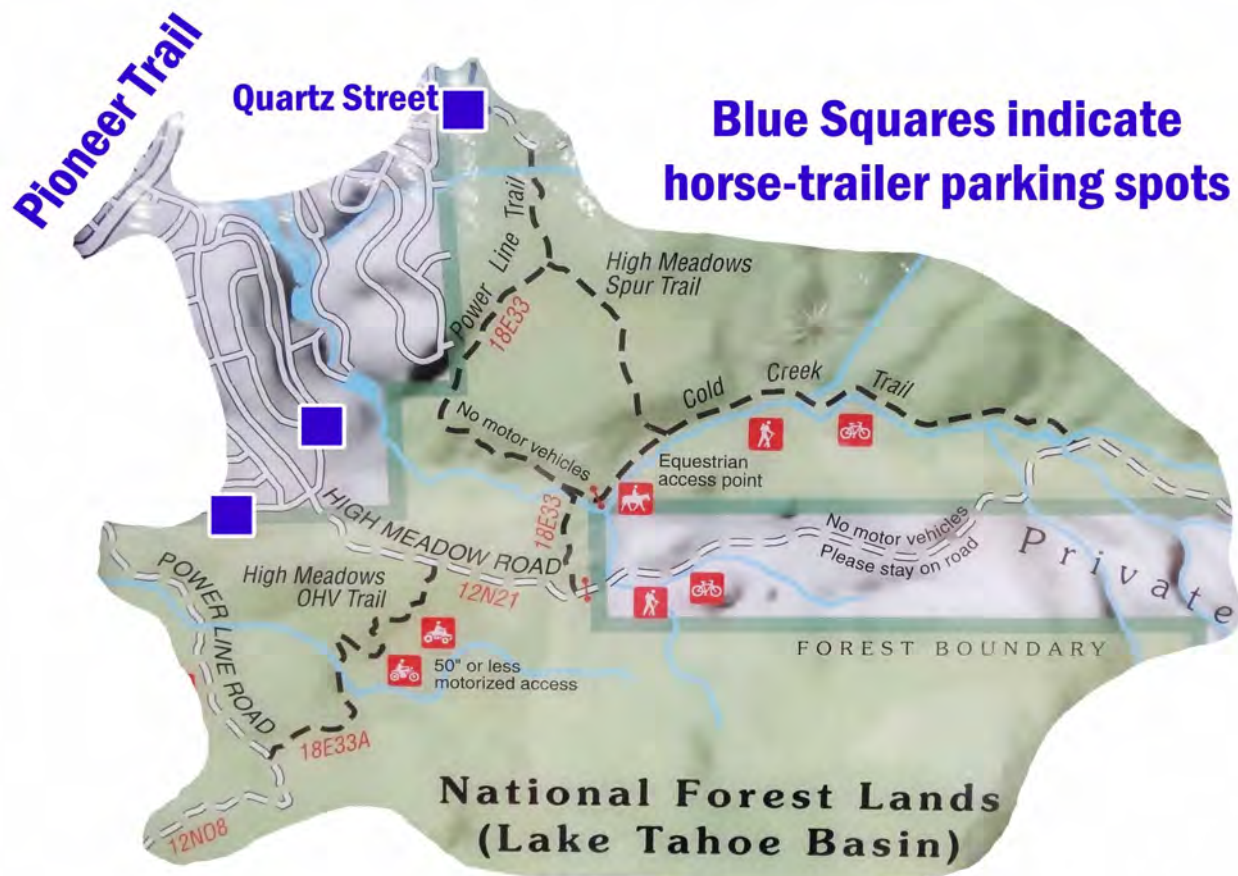 Pioneer Trail
Quartz Street
Blue Squares indicate
horse-trailer parking spots
Power Line Trail
18E33
High Meadows
Spur Trail
Cold Creek Trail
No motor vehicles
Equestrian
access point
18E33
HIGH MEADOW ROAD
12N21
No motor vehicles
Please stay on road
Private
High Meadows
OHV Trail
POWER LINE ROAD
50" or less
motorized access
FOREST BOUNDARY
18E33A
12N08
National Forest Lands
(Lake Tahoe Basin)